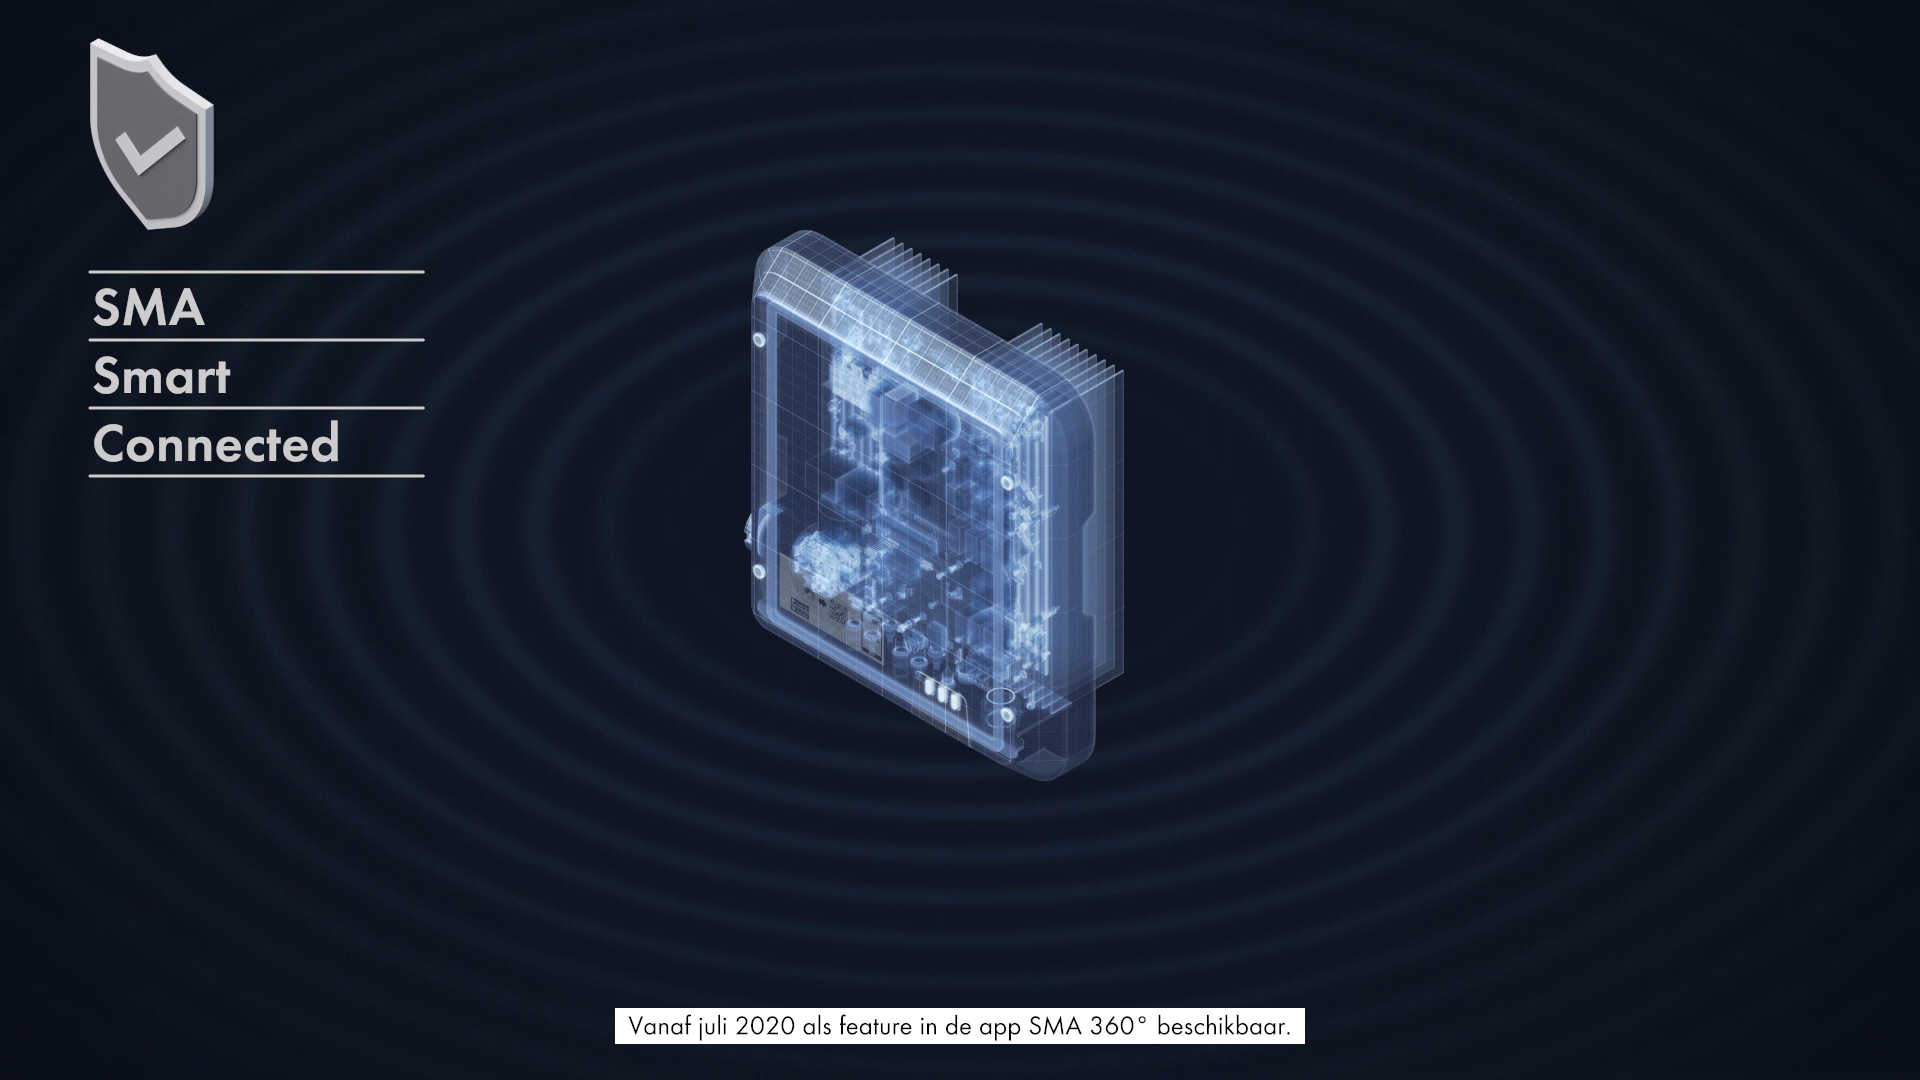 SMA
Smart
Connected
Vanaf juli 2020 als feature in de app SMA 360° beschikbaar.